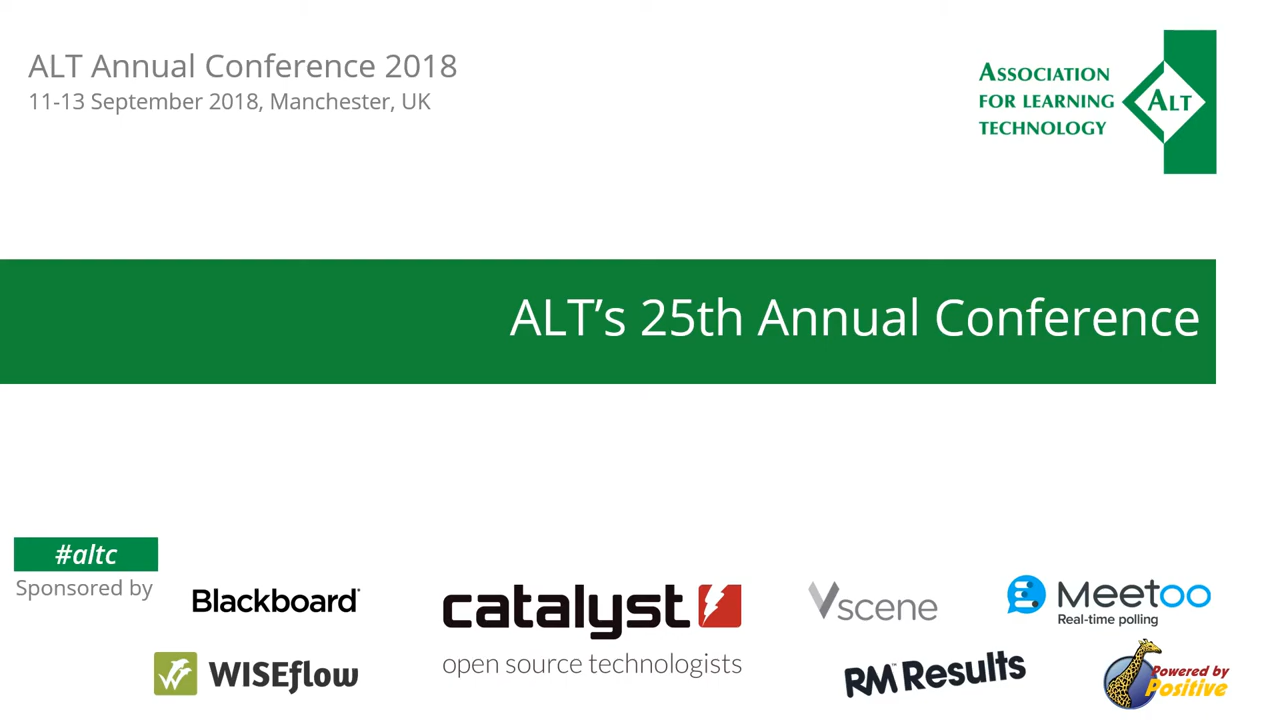 ALT Annual Conference 2018
11-13 September 2018, Manchester, UK
ASSOCIATION
FOR LEARNING
TECHNOLOGY
ALT
ALT’s 25th Annual Conference
#altc
Sponsored by
Blackboard
catalyst
open source technologists
Vscene
Meetoo
Real-time polling
WISEflow
RM Results
Powered by
Positive